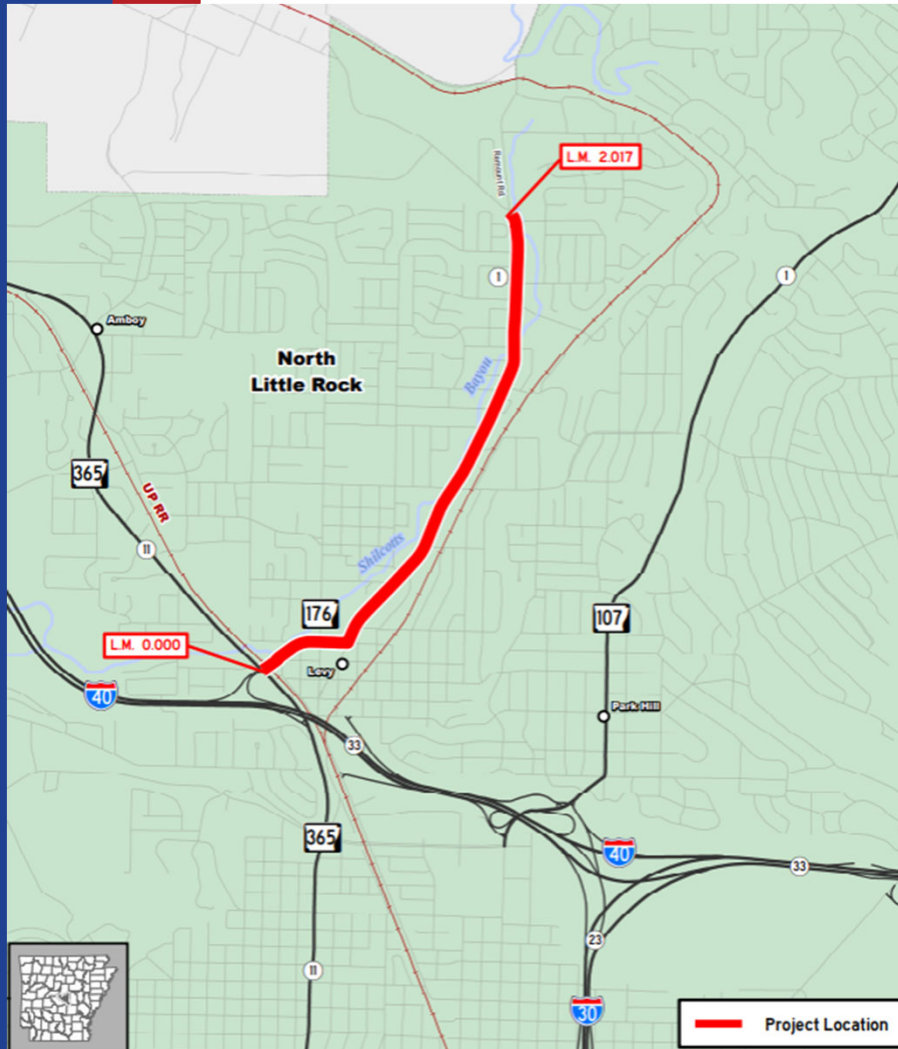 Remount Rd
L.M. 2.017
1
1
Amboy
North
Little Rock
Bayou
365
UP RR
11
Shilcotts
176
107
L.M. 0.000
Levy
40
Park Hill
33
365
40
33
23
11
30
Project Location